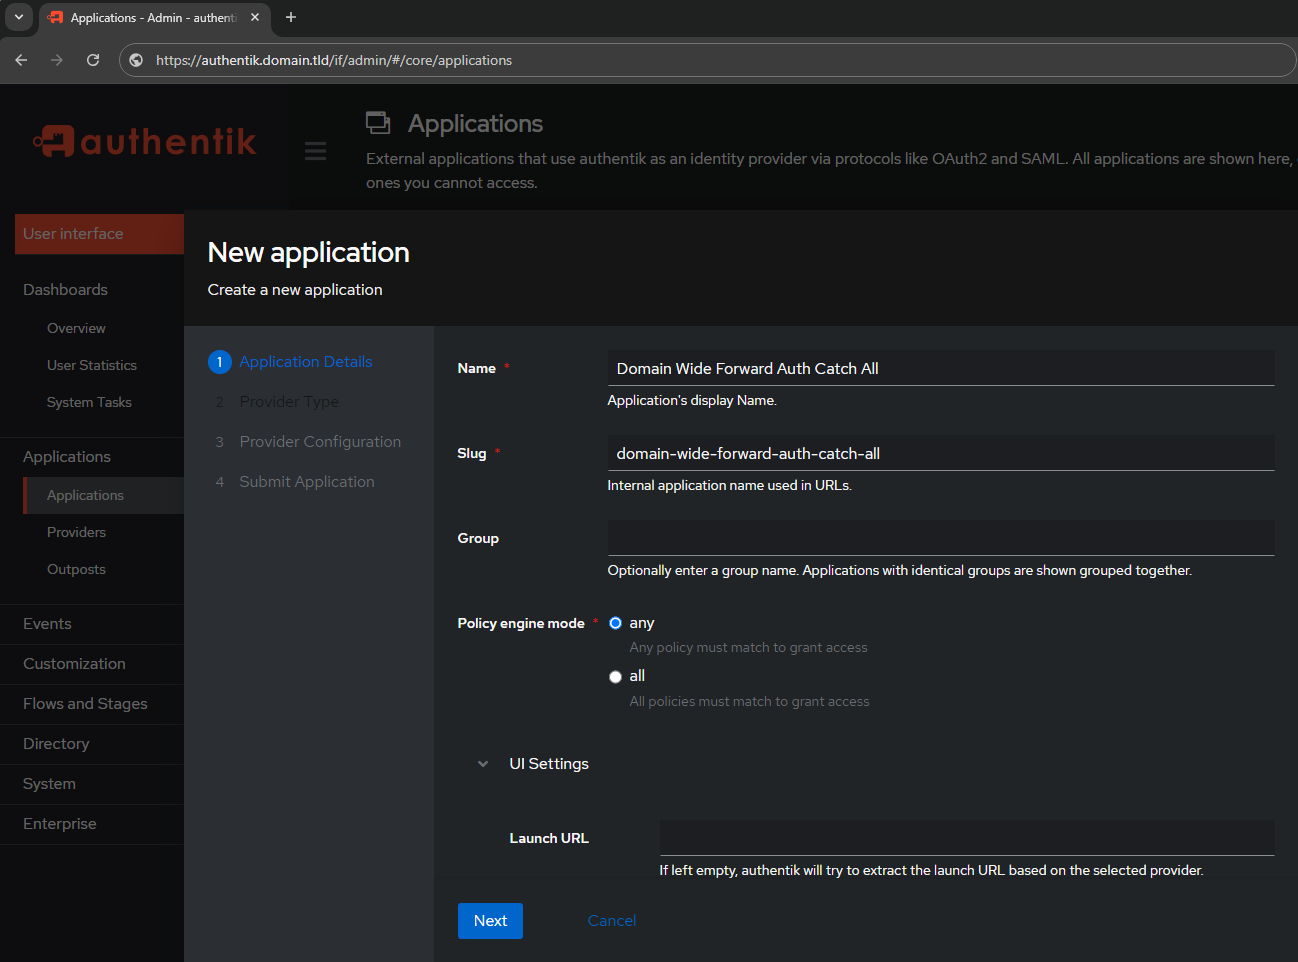 Applications - Admin - authenti
https://authentik.domain.tld/if/admin/#/core/applications
authentik
Applications
External applications that use authentik as an identity provider via protocols like OAuth2 and SAML. All applications are shown here,
ones you cannot access.
User interface
Dashboards
Overview
User Statistics
System Tasks
Applications
Applications
Providers
Outposts
Events
Customization
Flows and Stages
Directory
System
Enterprise
New application
Create a new application
1 Application Details
2 Provider Type
3 Provider Configuration
4 Submit Application
Name * Domain Wide Forward Auth Catch All
Application's display Name.
Slug * domain-wide-forward-auth-catch-all
Internal application name used in URLs.
Group
Optionally enter a group name. Applications with identical groups are shown grouped together.
Policy engine mode * any
Any policy must match to grant access
all
All policies must match to grant access
UI Settings
Launch URL
If left empty, authentik will try to extract the launch URL based on the selected provider.
Next Cancel